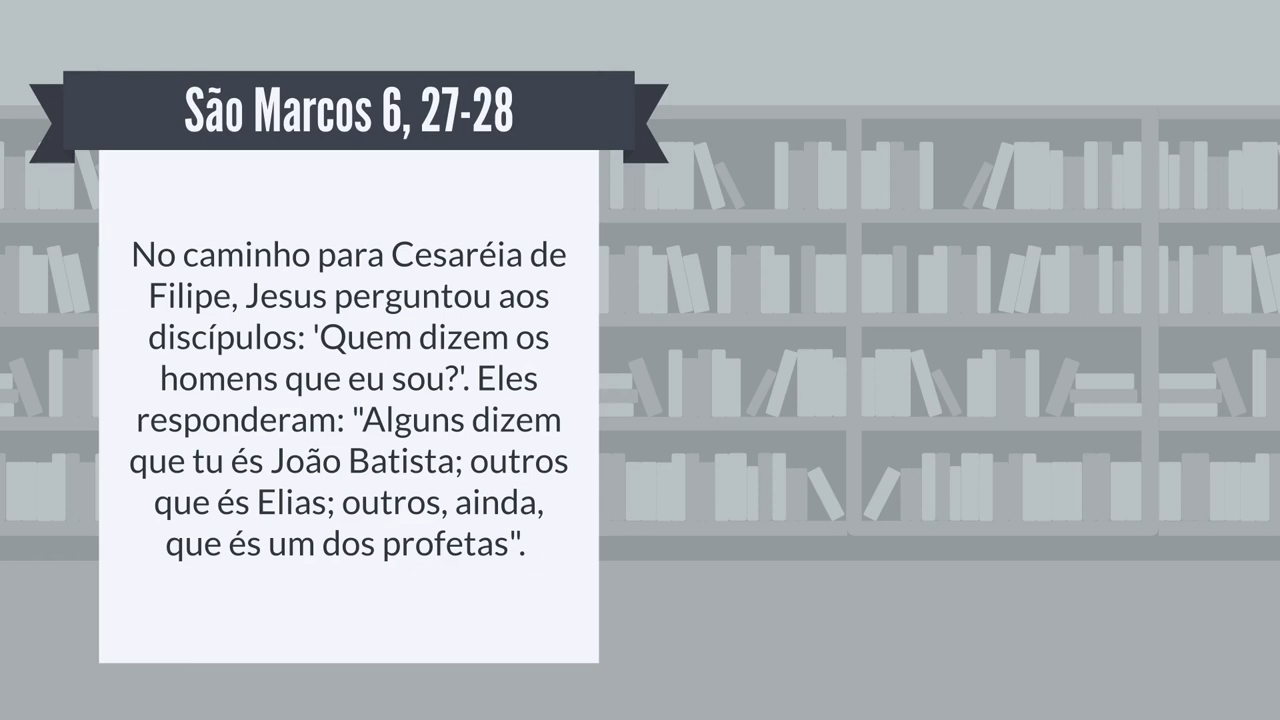 São Marcos 6, 27-28
No caminho para Cesaréia de
Filipe, Jesus perguntou aos
discípulos: 'Quem dizem os
homens que eu sou?'. Eles
responderam: "Alguns dizem
que tu és João Batista; outros
que és Elias; outros, ainda,
que és um dos profetas".